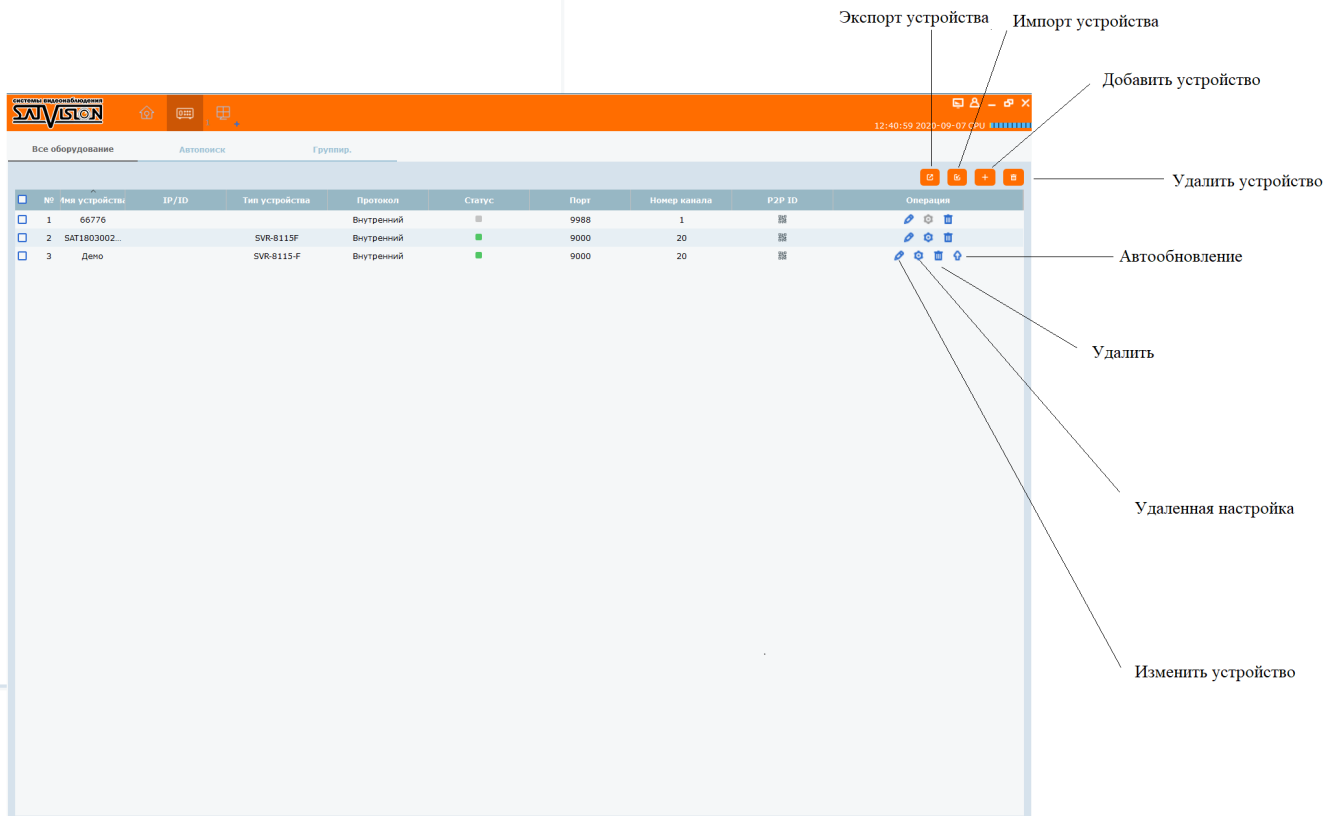 Экспорт устройства
Импорт устройства
Добавить устройство
Удалить устройство
системы видеонаблюдения
SATVISION
12:40:59 2020-09-07 CPU
Все оборудование Автопоиск Группир.
№ Имя устройства IP/ID Тип устройства Протокол Статус Порт Номер канала P2P ID Операция
1 66776 Внутренний 9988 1
2 SAT1803002... SVR-8115F Внутренний 9000 20
3 Демо SVR-8115-F Внутренний 9000 20
Автообновление
Удалить
Удаленная настройка
Изменить устройство